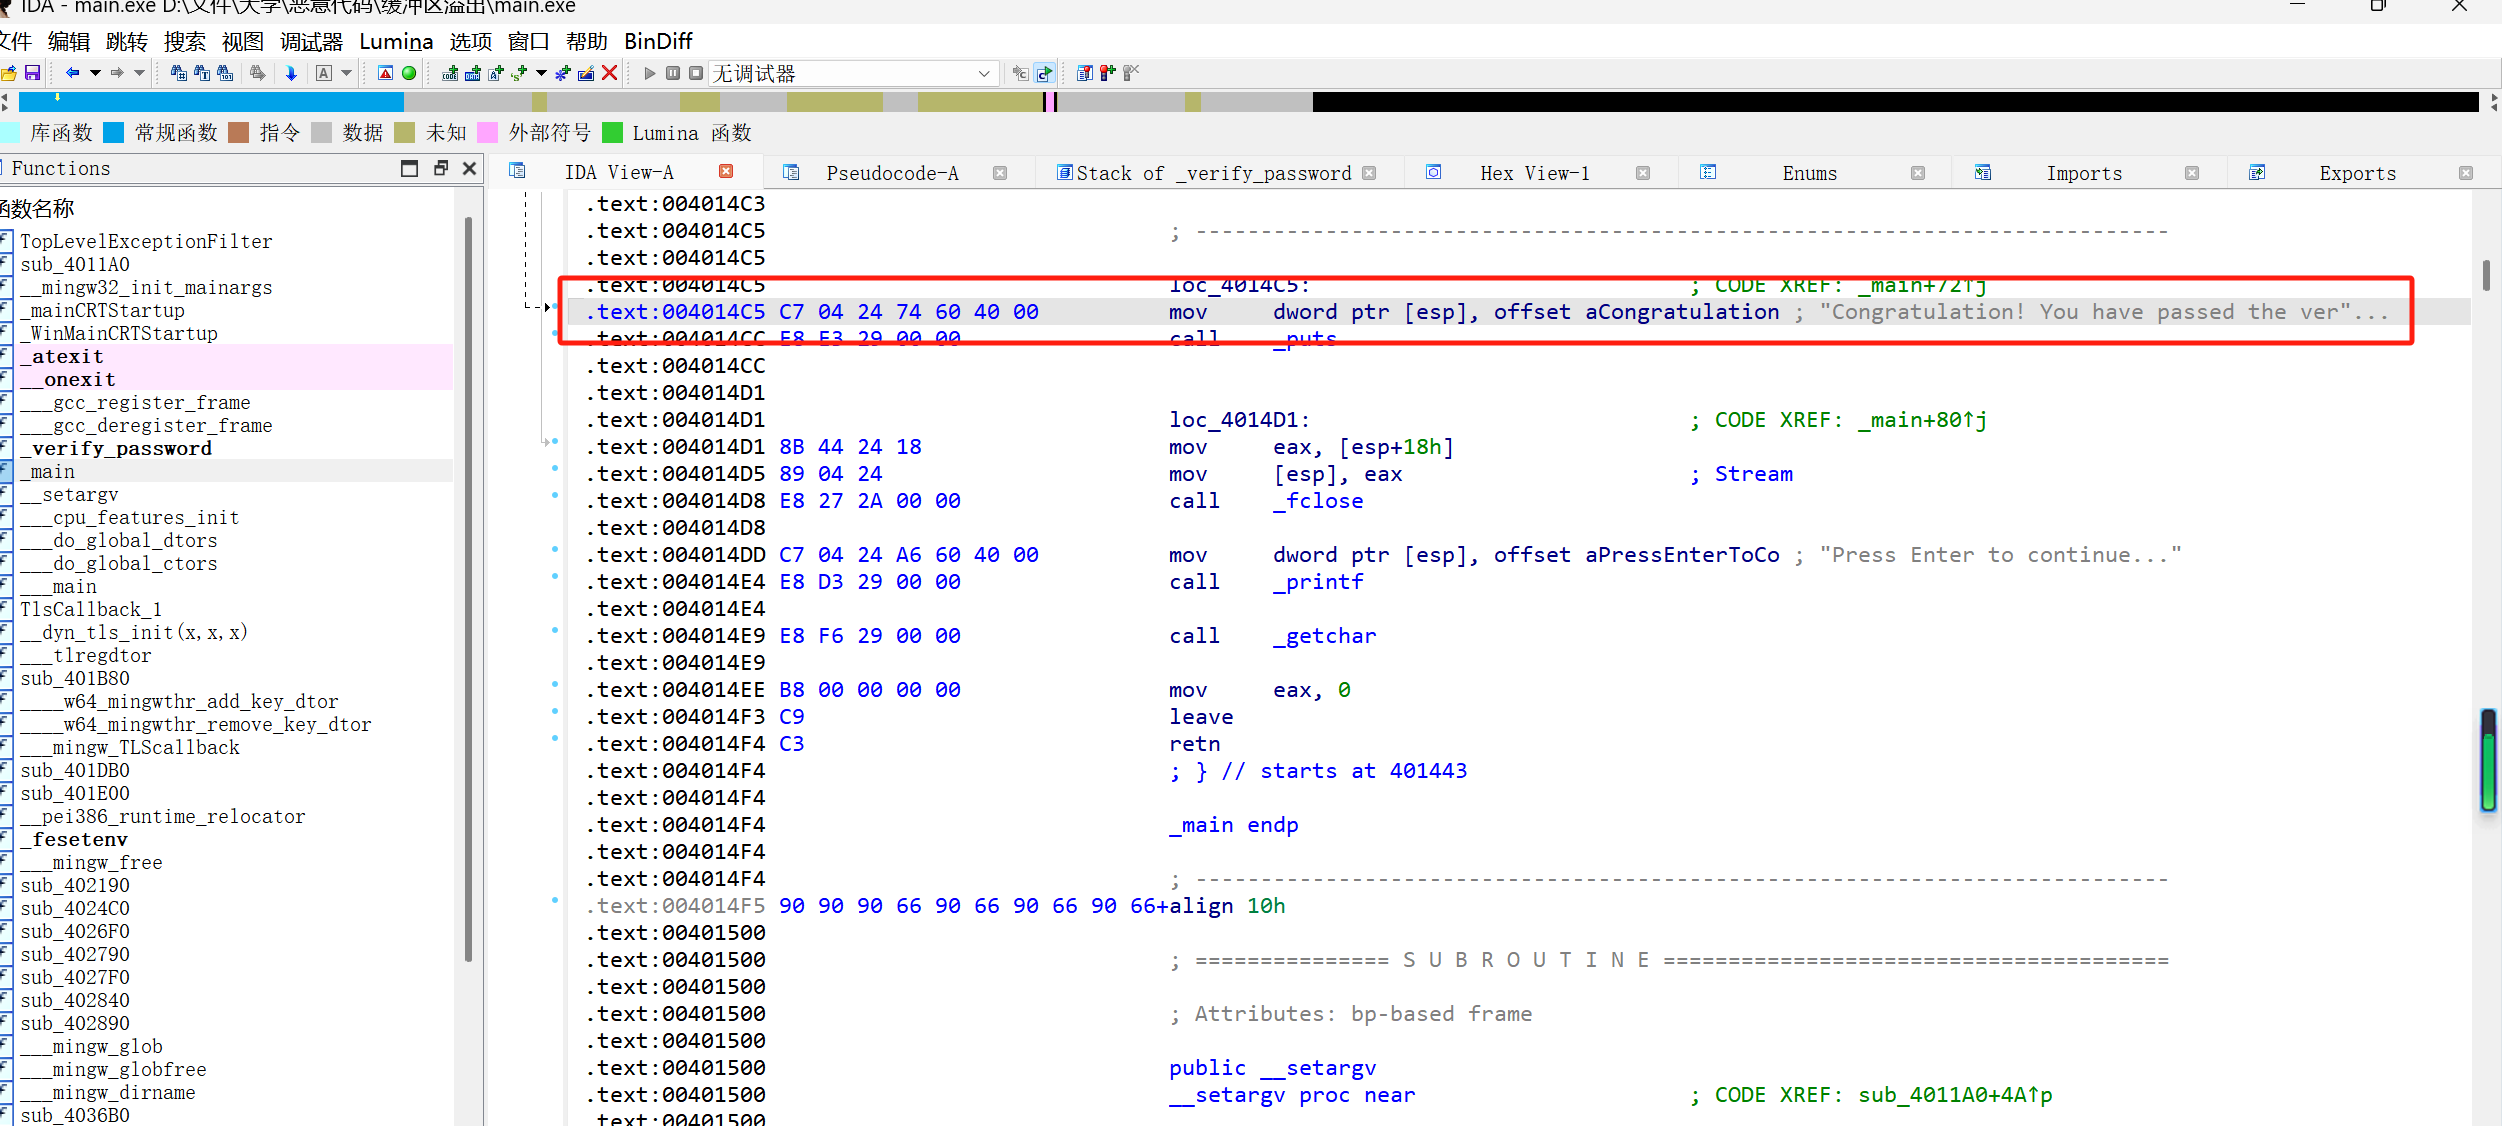 IDA - main.exe D:\文件\大学\恶意代码\缓冲区溢出\main.exe
文件 编辑 跳转 搜索 视图 调试器 Lumina 选项 窗口 帮助 BinDiff
无调试器
库函数 常规函数 指令 数据 未知 外部符号 Lumina 函数
Functions
函数名称
TopLevelExceptionFilter
sub_4011A0
__mingw32_init_mainargs
_mainCRTStartup
_WinMainCRTStartup
_atexit
__onexit
___gcc_register_frame
___gcc_deregister_frame
_verify_password
_main
__setargv
___cpu_features_init
___do_global_dtors
___do_global_ctors
___main
TlsCallback_1
__dyn_tls_init(x,x,x)
___tlregdtor
sub_401B80
____w64_mingwthr_add_key_dtor
____w64_mingwthr_remove_key_dtor
___mingw_TLScallback
sub_401DB0
sub_401E00
__pei386_runtime_relocator
_fesetenv
___mingw_free
sub_402190
sub_4024C0
sub_4026F0
sub_402790
sub_4027F0
sub_402840
sub_402890
___mingw_glob
___mingw_globfree
___mingw_dirname
sub_4036B0
IDA View-A Pseudocode-A Stack of _verify_password Hex View-1 Enums Imports Exports
.text:004014C3
.text:004014C5 ; ---------------------------------------------------------------------------
.text:004014C5
.text:004014C5 loc_4014C5: ; CODE XREF: _main+72↑j
.text:004014C5 C7 04 24 74 60 40 00 mov dword ptr [esp], offset aCongratulation ; "Congratulation! You have passed the ver"...
.text:004014CC E8 E3 29 00 00 call _puts
.text:004014CC
.text:004014D1
.text:004014D1 loc_4014D1: ; CODE XREF: _main+80↑j
.text:004014D1 8B 44 24 18 mov eax, [esp+18h]
.text:004014D5 89 04 24 mov [esp], eax ; Stream
.text:004014D8 E8 27 2A 00 00 call _fclose
.text:004014D8
.text:004014DD C7 04 24 A6 60 40 00 mov dword ptr [esp], offset aPressEnterToCo ; "Press Enter to continue..."
.text:004014E4 E8 D3 29 00 00 call _printf
.text:004014E4
.text:004014E9 E8 F6 29 00 00 call _getchar
.text:004014E9
.text:004014EE B8 00 00 00 00 mov eax, 0
.text:004014F3 C9 leave
.text:004014F4 C3 retn
.text:004014F4 ; } // starts at 401443
.text:004014F4
.text:004014F4 _main endp
.text:004014F4
.text:004014F4 ; ---------------------------------------------------------------------------
.text:004014F5 90 90 90 66 90 66 90 66 90 66+align 10h
.text:00401500
.text:00401500 ; =============== S U B R O U T I N E =======================================
.text:00401500
.text:00401500 ; Attributes: bp-based frame
.text:00401500
.text:00401500 public __setargv
.text:00401500 __setargv proc near ; CODE XREF: sub_4011A0+4A↑p
.text:00401500